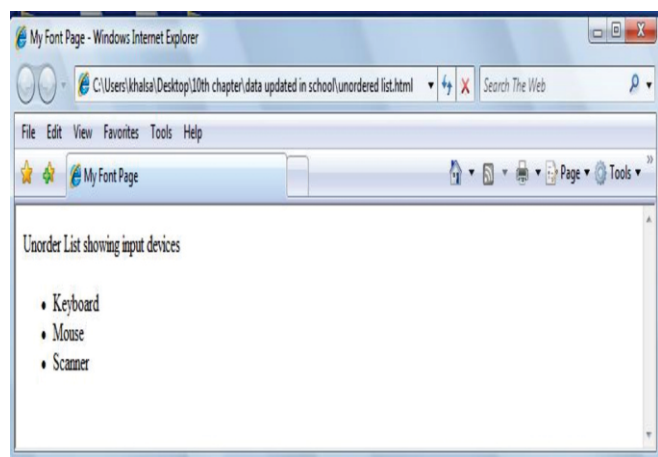 My Font Page - Windows Internet Explorer
C:\Users\khalsa\Desktop\10th chapter\data updated in school\unordered list.html Search The Web
File Edit View Favorites Tools Help
My Font Page Page Tools
Unorder List showing input devices
• Keyboard
• Mouse
• Scanner